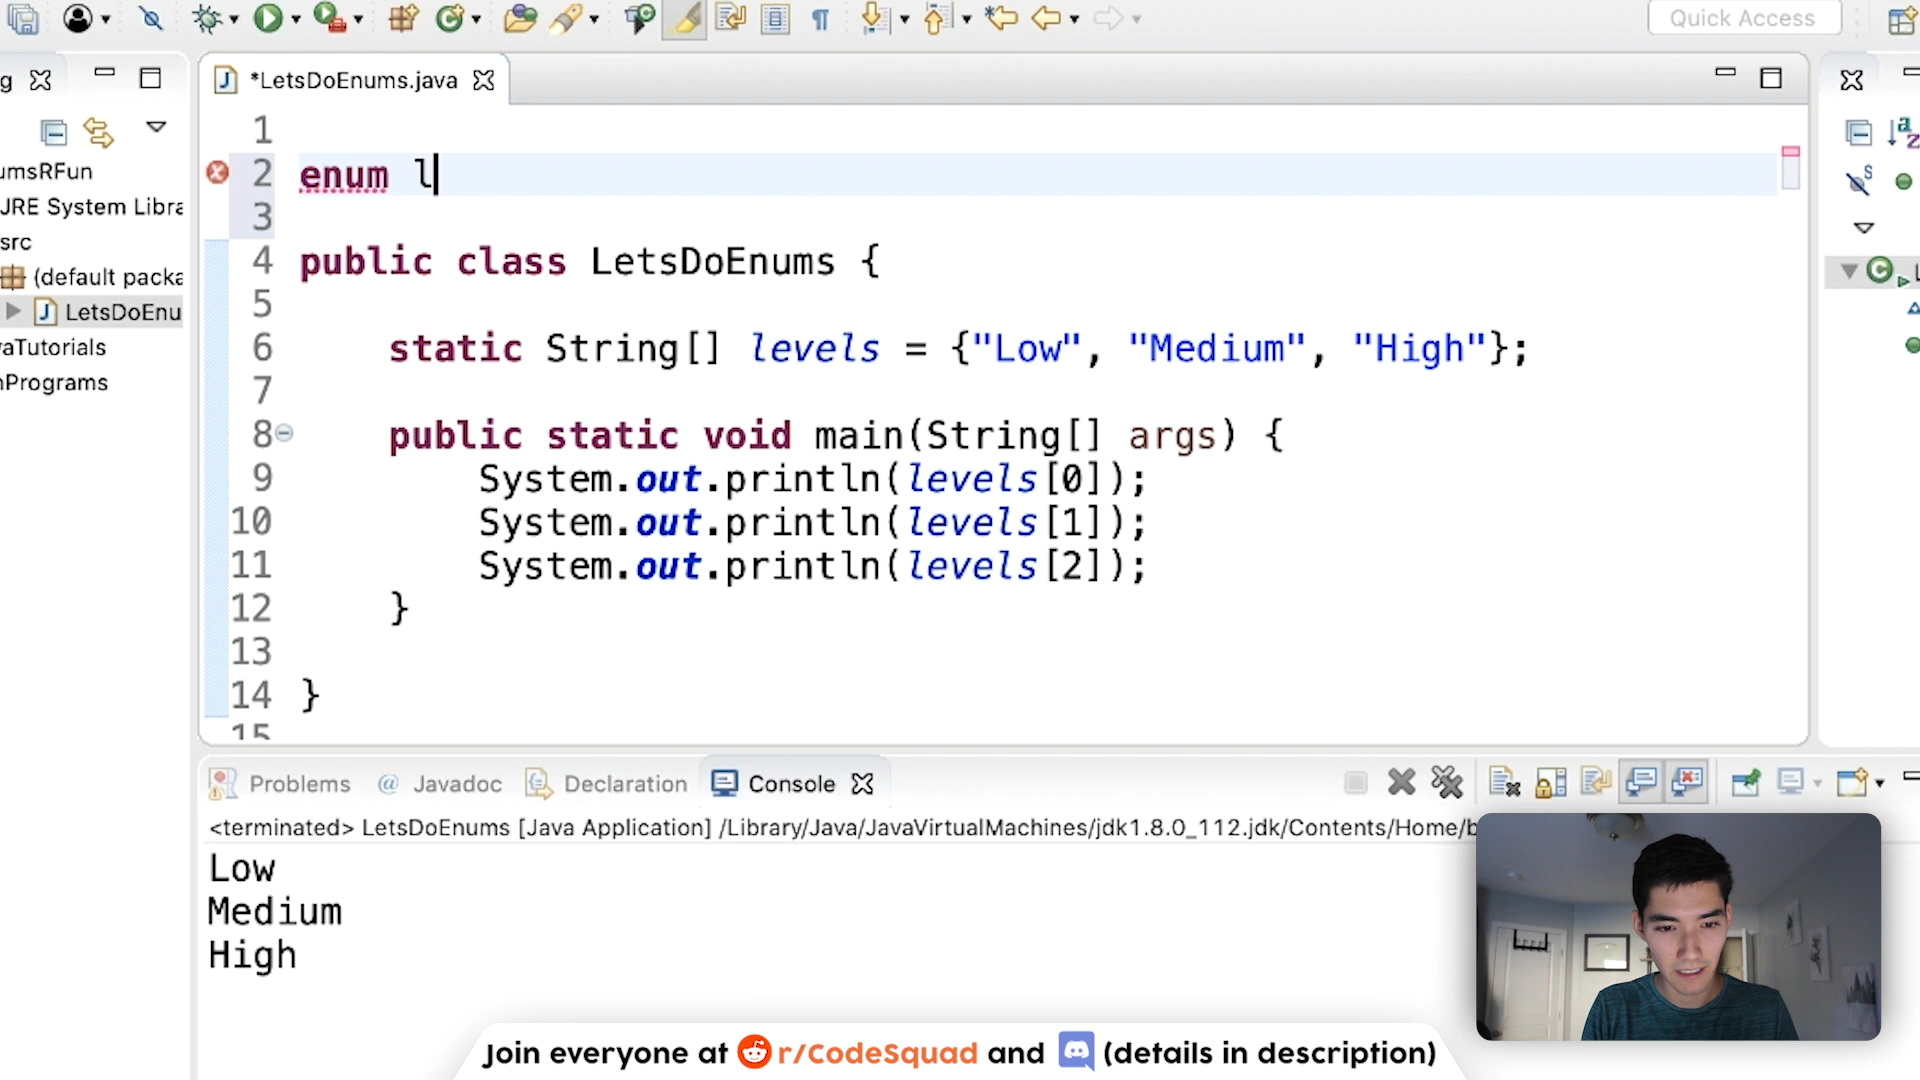 Quick Access
g
*LetsDoEnums.java
umsRFun
JRE System Libra
src
(default packa
LetsDoEnu
vaTutorials
nPrograms
1
2 enum l
3
4 public class LetsDoEnums {
5
6 static String[] levels = {"Low", "Medium", "High"};
7
8 public static void main(String[] args) {
9 System.out.println(levels[0]);
10 System.out.println(levels[1]);
11 System.out.println(levels[2]);
12 }
13
14 }
15
Problems @ Javadoc Declaration Console
<terminated> LetsDoEnums [Java Application] /Library/Java/JavaVirtualMachines/jdk1.8.0_112.jdk/Contents/Home/b
Low
Medium
High
Join everyone at r/CodeSquad and (details in description)